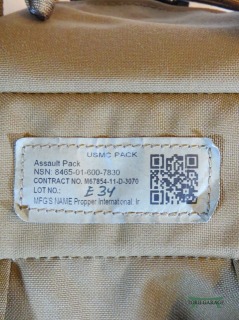 USMC PACK
Assault Pack
NSN: 8465-01-600-7830
CONTRACT NO. M67854-11-D-3070
LOT NO.: E34
MFG'S NAME Propper International. Ir